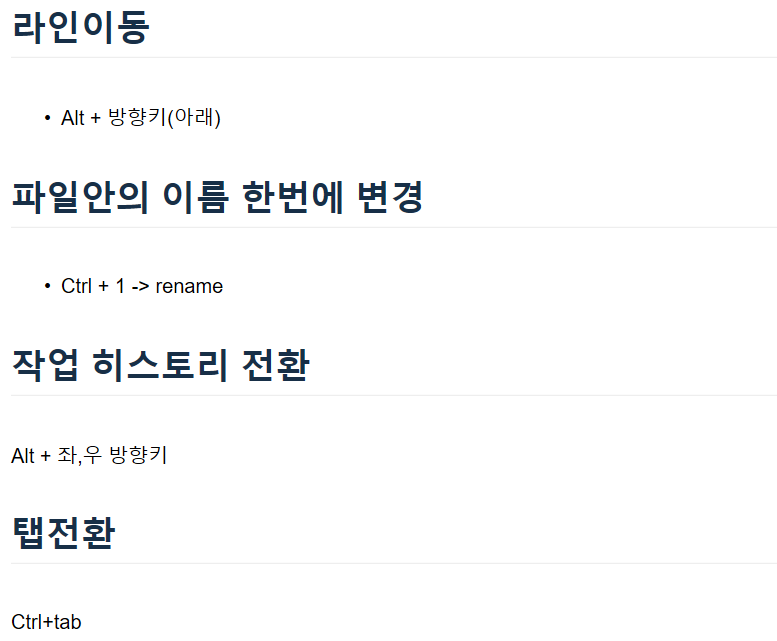 라인이동
• Alt + 방향키(아래)
파일안의 이름 한번에 변경
• Ctrl + 1 -> rename
작업 히스토리 전환
Alt + 좌,우 방향키
탭전환
Ctrl+tab